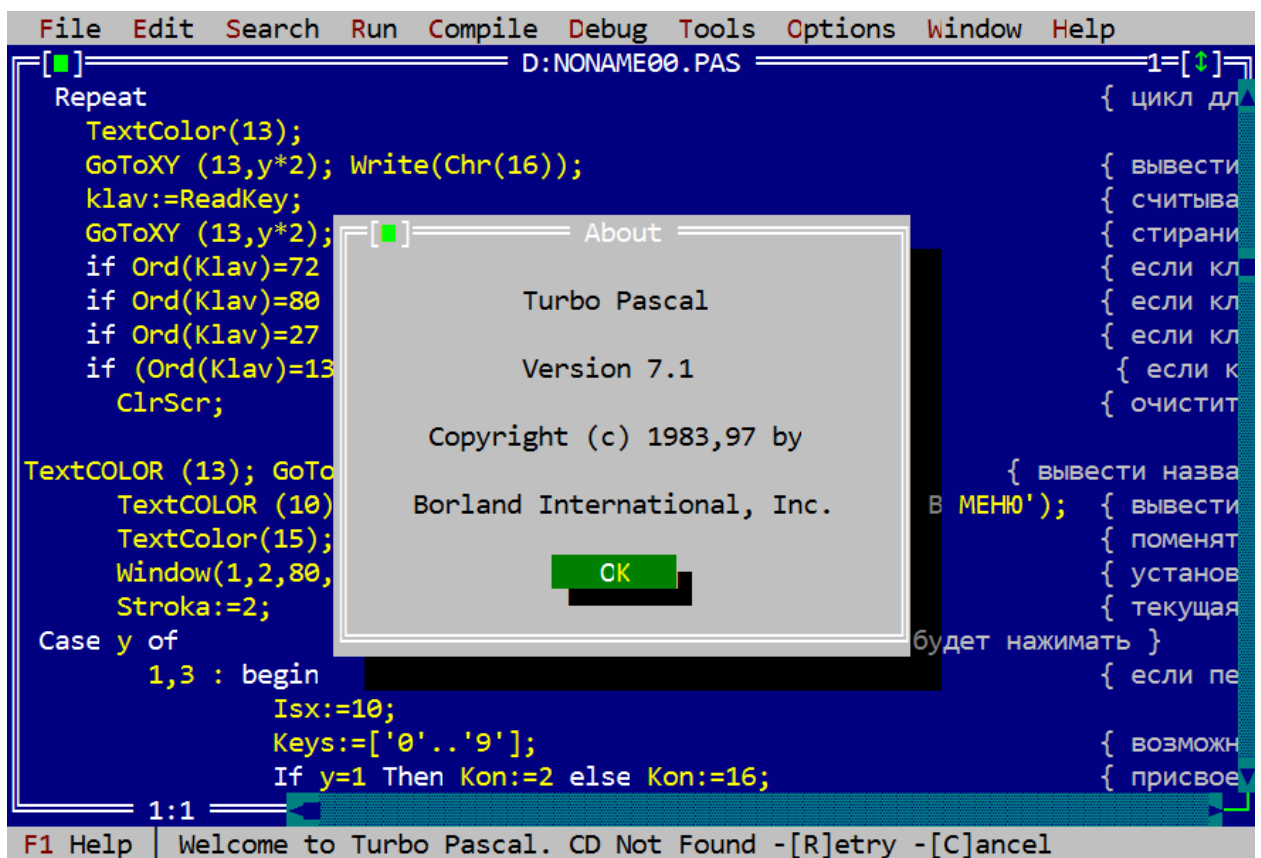 File Edit Search Run Compile Debug Tools Options Window Help
D:NONAME00.PAS 1
Repeat { цикл дл
TextColor(13);
GoToXY (13,y*2); Write(Chr(16)); { вывести
klav:=ReadKey; { считыва
GoToXY (13,y*2); { стирани
About
if Ord(Klav)=72 { если кл
if Ord(Klav)=80 Turbo Pascal { если кл
if Ord(Klav)=27 { если кл
if (Ord(Klav)=13 Version 7.1 { если к
ClrScr; { очистит
Copyright (c) 1983,97 by
TextCOLOR (13); GoTo { вывести назва
TextCOLOR (10) Borland International, Inc. В МЕНЮ'); { вывести
TextColor(15); { поменят
Window(1,2,80, OK { установ
Stroka:=2; { текущая
Case y of будет нажимать }
1,3 : begin { если пе
Isx:=10;
Keys:=['0'..'9']; { возможн
If y=1 Then Kon:=2 else Kon:=16; { присвое
1:1
F1 Help | Welcome to Turbo Pascal. CD Not Found -[R]etry -[C]ancel